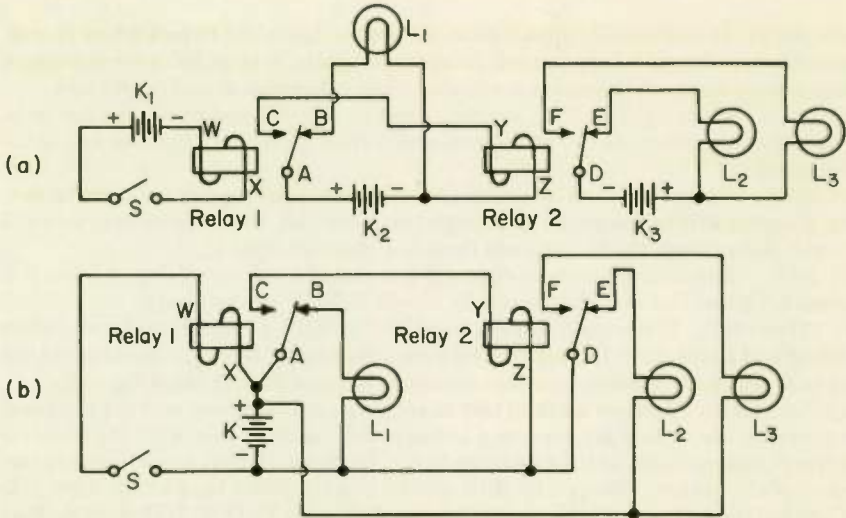 L1
K1
+ -
W
C B
Y
F E
(a)
X
A
+ -
Z
D
- +
L2
L3
S
Relay 1
K2
Relay 2
K3
W
C B
Y
F E
Relay 1
Relay 2
A
D
X
Z
(b)
+
K
-
L1
L2
L3
S